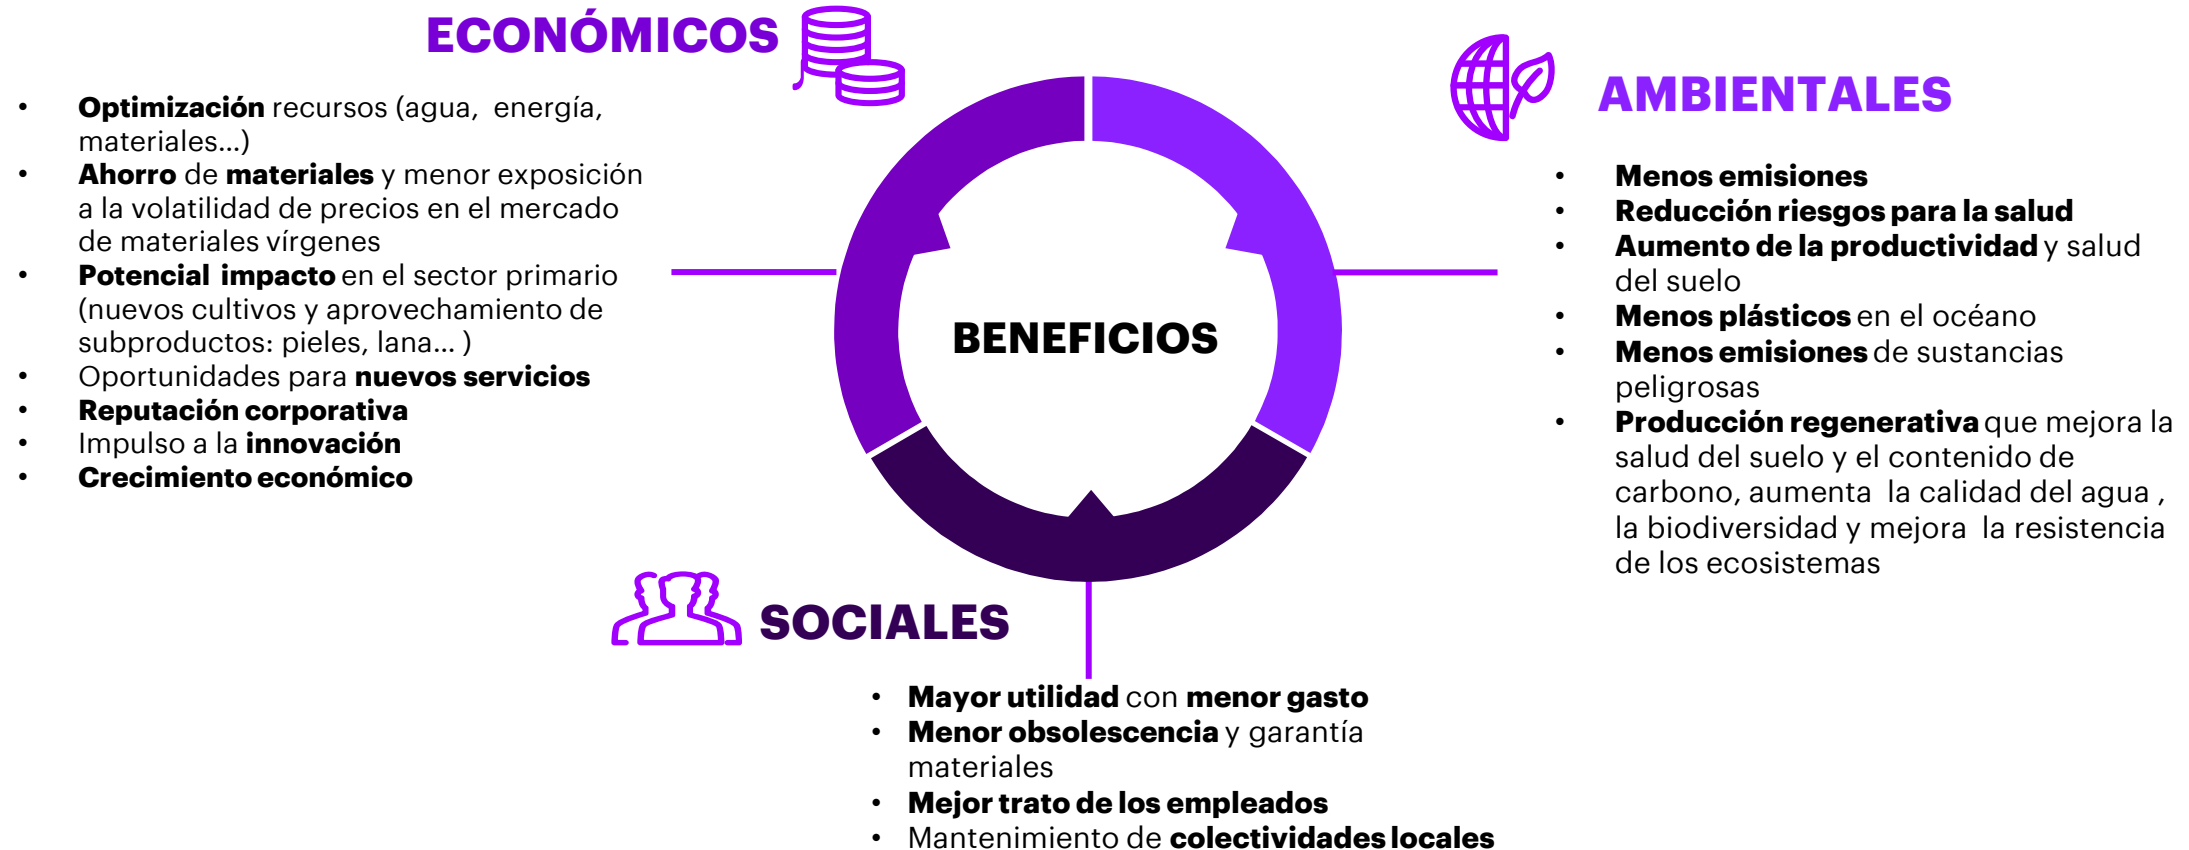 ECONÓMICOS
• Optimización recursos (agua, energía,
materiales...)
• Ahorro de materiales y menor exposición
a la volatilidad de precios en el mercado
de materiales vírgenes
• Potencial impacto en el sector primario
(nuevos cultivos y aprovechamiento de
subproductos: pieles, lana... )
• Oportunidades para nuevos servicios
• Reputación corporativa
• Impulso a la innovación
• Crecimiento económico
BENEFICIOS
AMBIENTALES
• Menos emisiones
• Reducción riesgos para la salud
• Aumento de la productividad y salud
del suelo
• Menos plásticos en el océano
• Menos emisiones de sustancias
peligrosas
• Producción regenerativa que mejora la
salud del suelo y el contenido de
carbono, aumenta la calidad del agua ,
la biodiversidad y mejora la resistencia
de los ecosistemas
SOCIALES
• Mayor utilidad con menor gasto
• Menor obsolescencia y garantía
materiales
• Mejor trato de los empleados
• Mantenimiento de colectividades locales